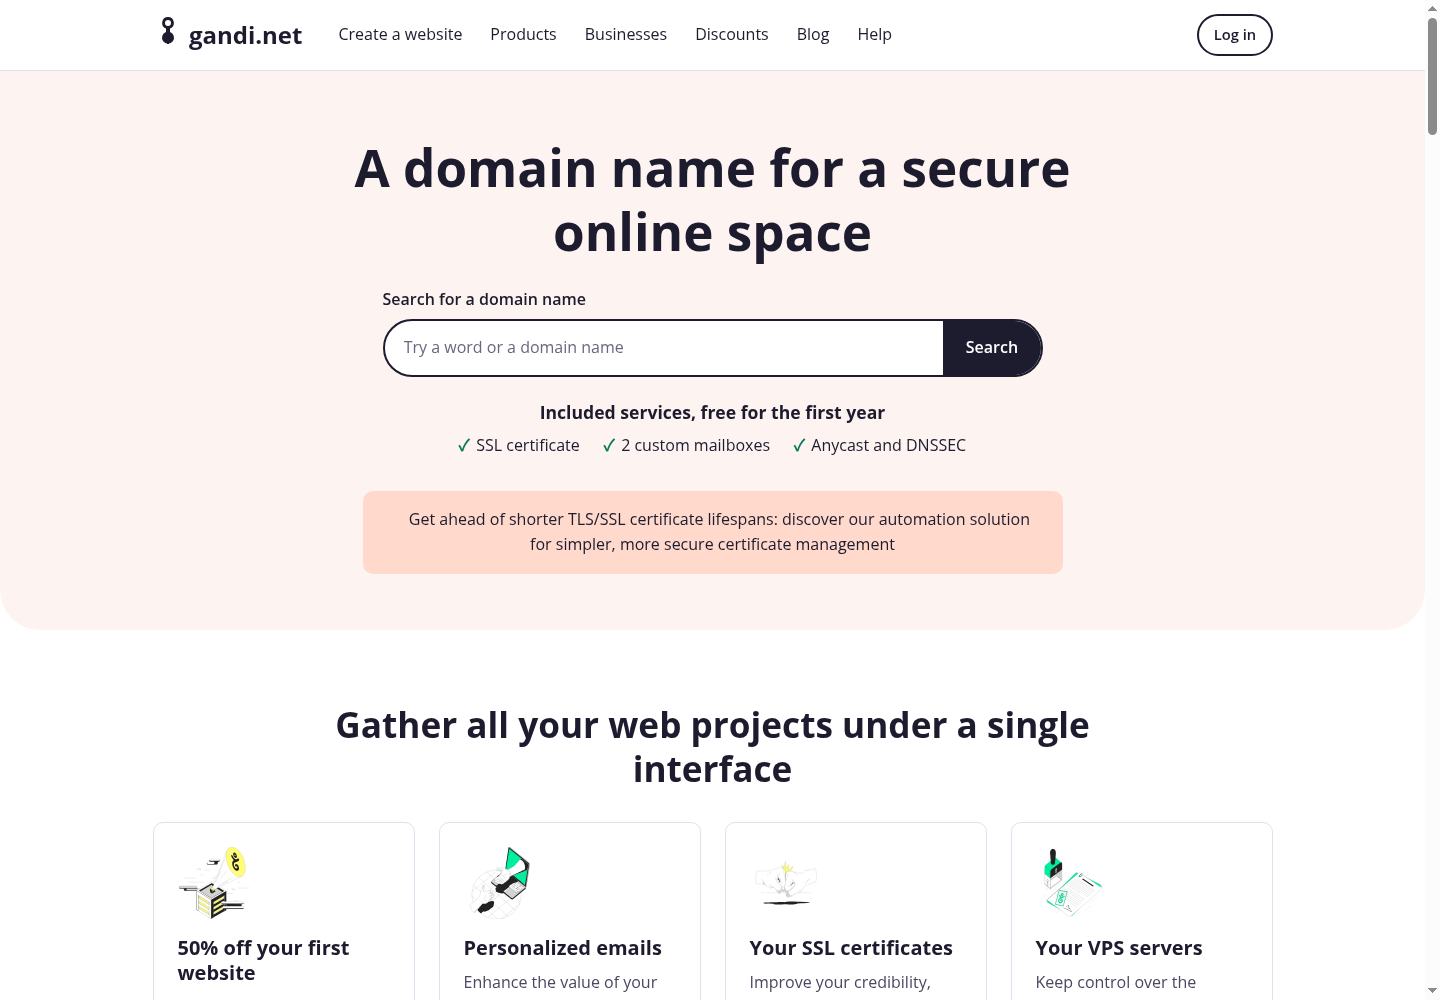 gandi.net
Create a website
Products
Businesses
Discounts
Blog
Help
Log in
A domain name for a secure
online space
Search for a domain name
Try a word or a domain name
Search
Included services, free for the first year
✓ SSL certificate
✓ 2 custom mailboxes
✓ Anycast and DNSSEC
Get ahead of shorter TLS/SSL certificate lifespans: discover our automation solution
for simpler, more secure certificate management
Gather all your web projects under a single
interface
50% off your first
website
Personalized emails
Enhance the value of your
Your SSL certificates
Improve your credibility,
Your VPS servers
Keep control over the